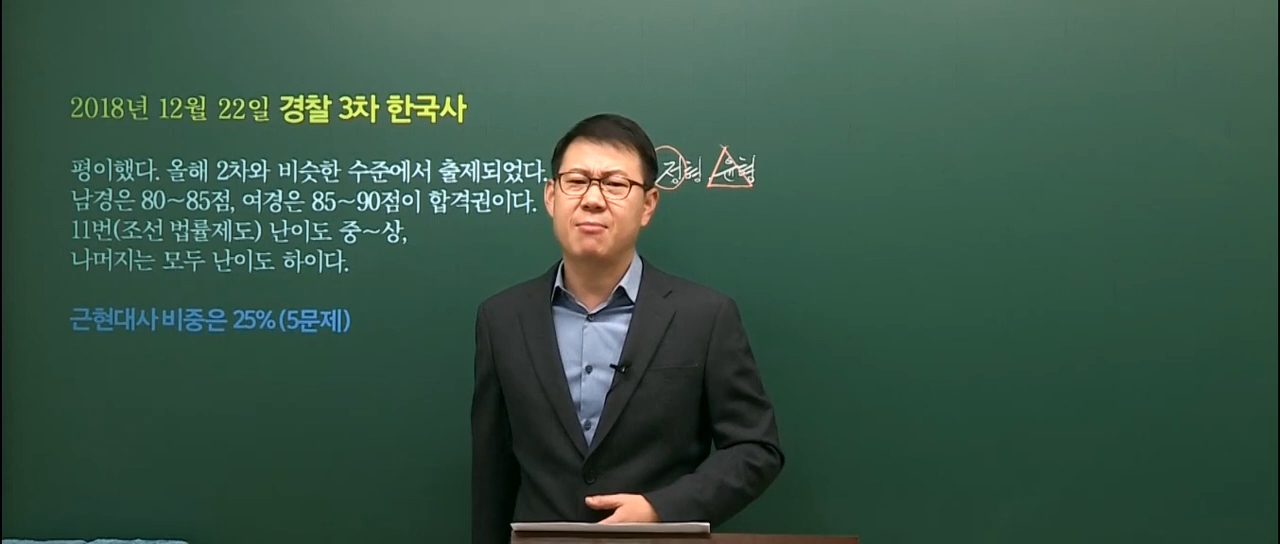 2018년 12월 22일 경찰 3차 한국사
평이했다. 올해 2차와 비슷한 수준에서 출제되었다.
정형 윤형
남경은 80~85점, 여경은 85~90점이 합격권이다.
11번(조선 법률제도) 난이도 중~상,
나머지는 모두 난이도 하이다.
근현대사 비중은 25% (5문제)